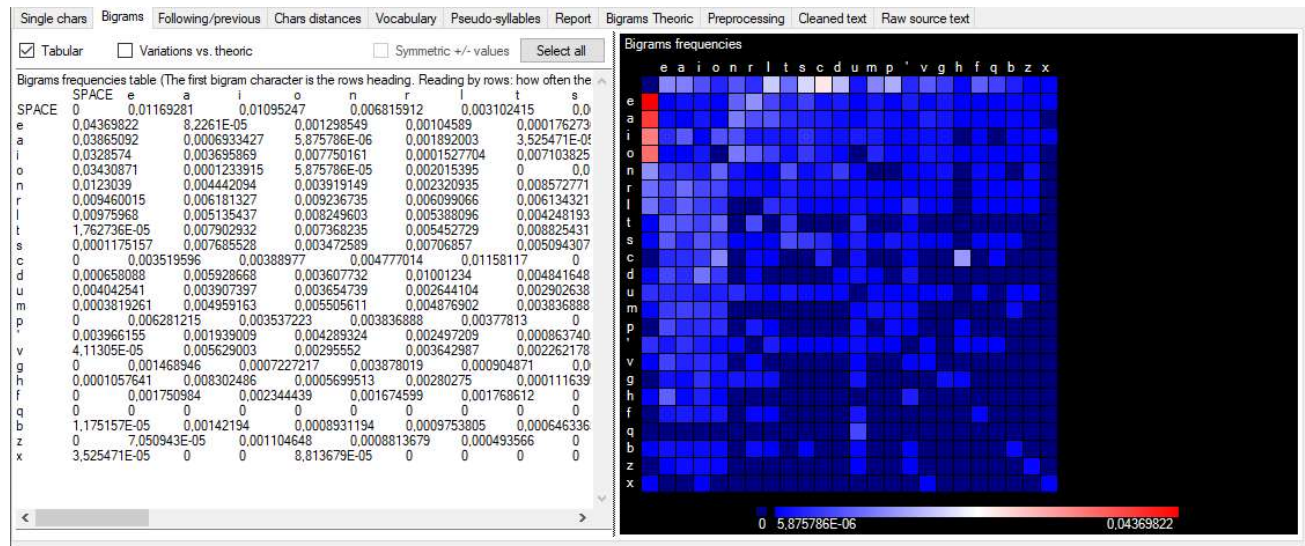 Single chars Bigrams Following/previous Chars distances Vocabulary Pseudo-syllables Report Bigrams Theoric Preprocessing Cleaned text Raw source text
Tabular Variations vs. theoric Symmetric +/- values Select all
Bigrams frequencies table (The first bigram character is the rows heading. Reading by rows: how often the
SPACE e a i o n r l t s
SPACE 0 0,01169281 0,01095247 0,006815912 0,003102415 0,0
e 0,04369822 8,2261E-05 0,001298549 0,00104589 0,000176273
a 0,03865092 0,0006933427 5,875786E-06 0,001892003 3,525471E-05
i 0,0328574 0,003695869 0,007750161 0,0001527704 0,007103825
o 0,03430871 0,0001233915 5,875786E-05 0,002015395 0 0,0
n 0,0123039 0,004442094 0,003919149 0,002320935 0,008572771
r 0,009460015 0,006181327 0,009236735 0,006099066 0,006134321
l 0,00975968 0,005135437 0,008249603 0,005388096 0,004248193
t 1,762736E-05 0,007902932 0,007368235 0,005452729 0,008825431
s 0,0001175157 0,007685528 0,003472589 0,00706857 0,005094307
c 0 0,003519596 0,00388977 0,004777014 0,01158117 0
d 0,000658088 0,005928668 0,003607732 0,01001234 0,004841648
u 0,004042541 0,003907397 0,003654739 0,002644104 0,002902638
m 0,0003819261 0,004959163 0,005505611 0,004876902 0,003836888
p 0 0,006281215 0,003537223 0,003836888 0,00377813 0
' 0,003966155 0,001939009 0,004289324 0,002497209 0,000863740
v 4,11305E-05 0,005629003 0,00295552 0,003642987 0,002262178
g 0 0,001468946 0,0007227217 0,003878019 0,000904871 0,0
h 0,0001057641 0,008302486 0,0005699513 0,00280275 0,000111639
f 0 0,001750984 0,002344439 0,001674599 0,001768612 0
q 0 0 0 0 0 0 0
b 1,175157E-05 0,00142194 0,0008931194 0,0009753805 0,000646336
z 0 7,050943E-05 0,001104648 0,0008813679 0,000493566 0
x 3,525471E-05 0 0 8,813679E-05 0 0 0
Bigrams frequencies
e a i o n r l t s c d u m p ' v g h f q b z x
e
a
i
o
n
r
l
t
s
c
d
u
m
p
'
v
g
h
f
q
b
z
x
0 5,875786E-06 0,04369822